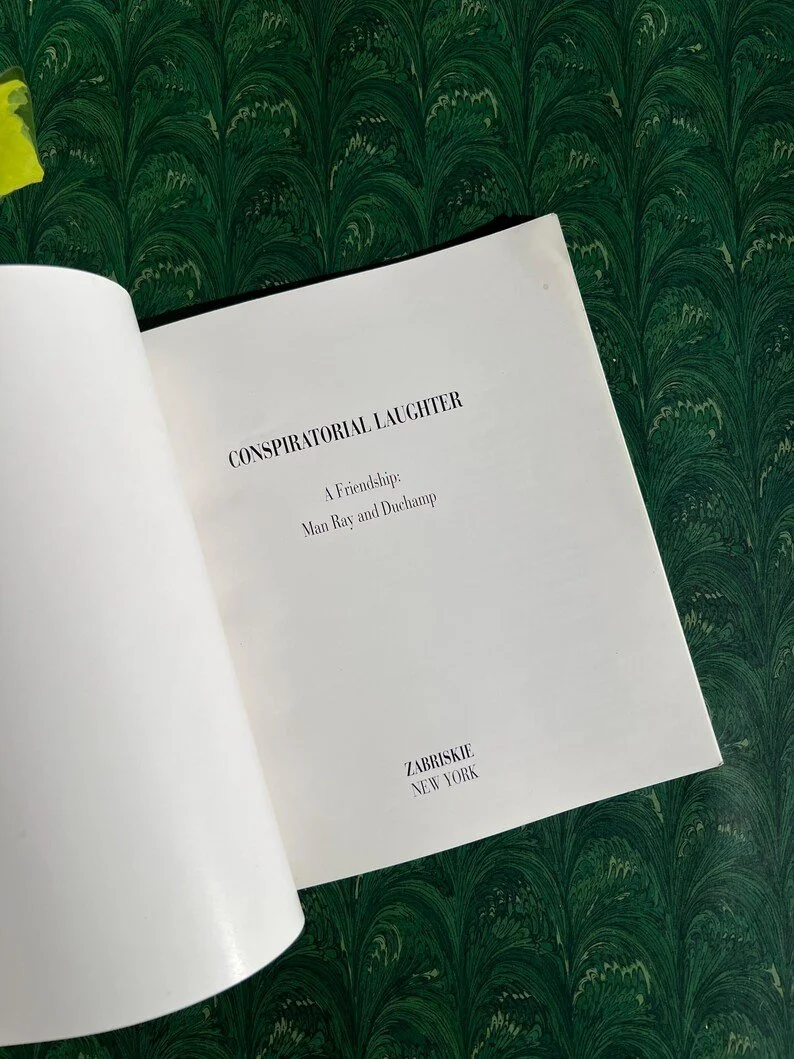 CONSPIRATORIAL LAUGHTER
A Friendship:
Man Ray and Duchamp
ZABRISKIE
NEW YORK